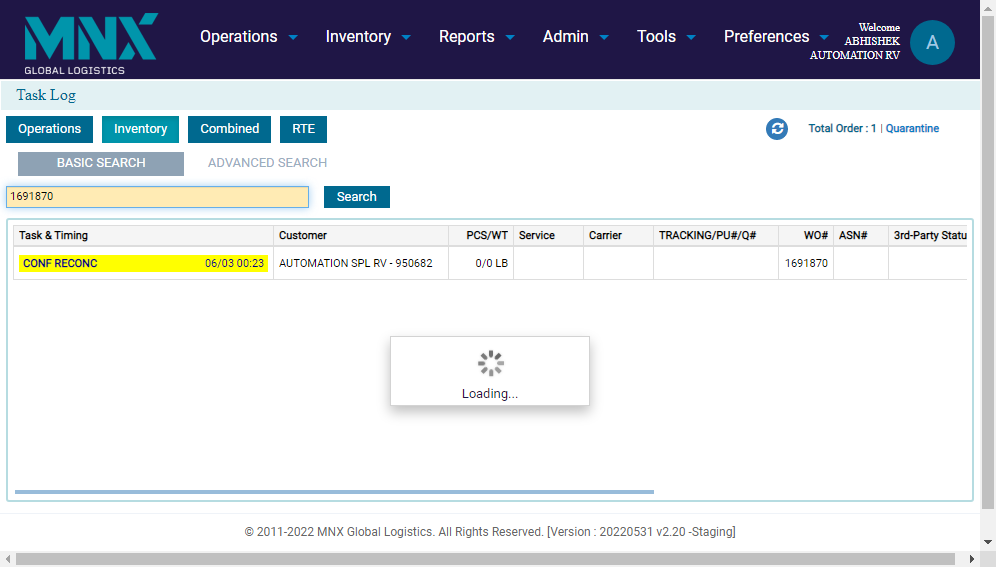 MNX
GLOBAL LOGISTICS
Operations Inventory Reports Admin Tools Preferences
Welcome
ABHISHEK
AUTOMATION RV
A
Task Log
Operations Inventory Combined RTE
Total Order : 1 | Quarantine
BASIC SEARCH ADVANCED SEARCH
1691870 Search
Task & Timing Customer PCS/WT Service Carrier TRACKING/PU#/Q# WO# ASN# 3rd-Party Statu
CONF RECONC 06/03 00:23 AUTOMATION SPL RV - 950682 0/0 LB 1691870
Loading...
© 2011-2022 MNX Global Logistics. All Rights Reserved. [Version : 20220531 v2.20 -Staging]